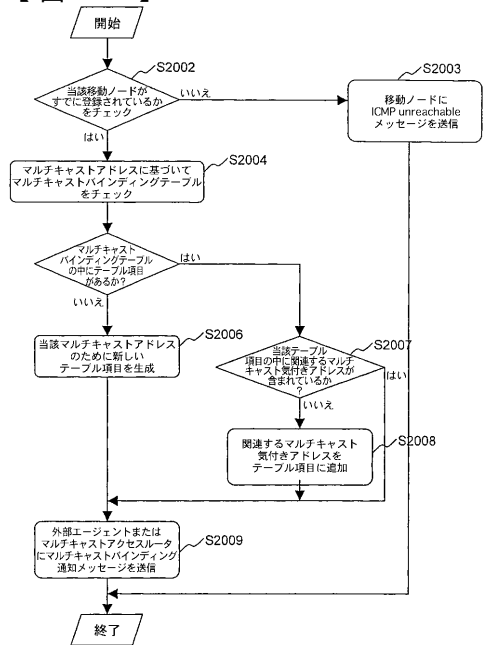 開始
S2002
当該移動ノードが
すでに登録されているか
をチェック
いいえ
はい
S2003
移動ノードに
ICMP unreachable
メッセージを送信
S2004
マルチキャストアドレスに基づいて
マルチキャストバインディングテーブル
をチェック
マルチキャスト
バインディングテーブル
の中にテーブル項目
があるか?
はい
いいえ
S2006
当該マルチキャストアドレス
のために新しい
テーブル項目を生成
S2007
当該テーブル
項目の中に関連するマルチ
キャスト気付きアドレスが
含まれているか
?
はい
いいえ
S2008
関連するマルチキャスト
気付きアドレスを
テーブル項目に追加
外部エージェントまたは
マルチキャストアクセスルータ
にマルチキャストバインディング
通知メッセージを送信
S2009
終了